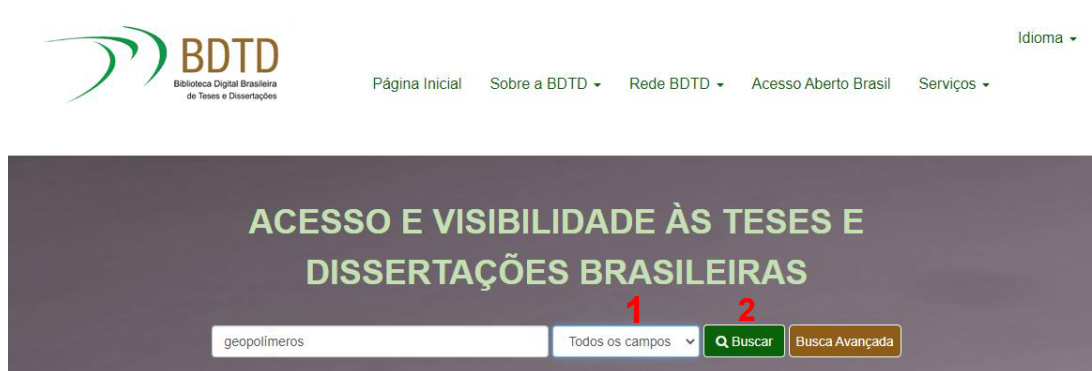 Idioma
BDTD
Biblioteca Digital Brasileira
de Teses e Dissertações
Página Inicial Sobre a BDTD Rede BDTD Acesso Aberto Brasil Serviços
ACESSO E VISIBILIDADE ÀS TESES E
DISSERTAÇÕES BRASILEIRAS
1 2
geopolímeros Todos os campos Buscar Busca Avançada